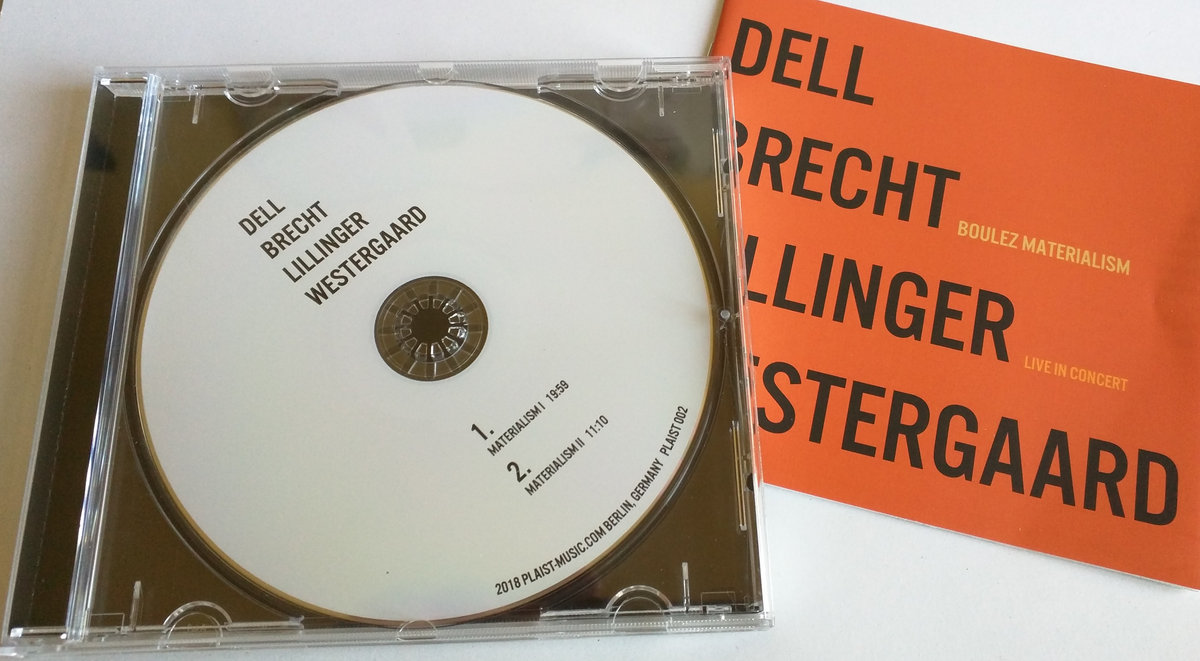 DELL
BRECHT
LILLINGER
WESTERGAARD
1.
MATERIALISM I 19:59
2.
MATERIALISM II 11:10
2018 PLAIST-MUSIC.COM BERLIN, GERMANY PLAIST 002
DELL
BRECHT
BOULEZ MATERIALISM
LLINGER
LIVE IN CONCERT
ESTERGAARD